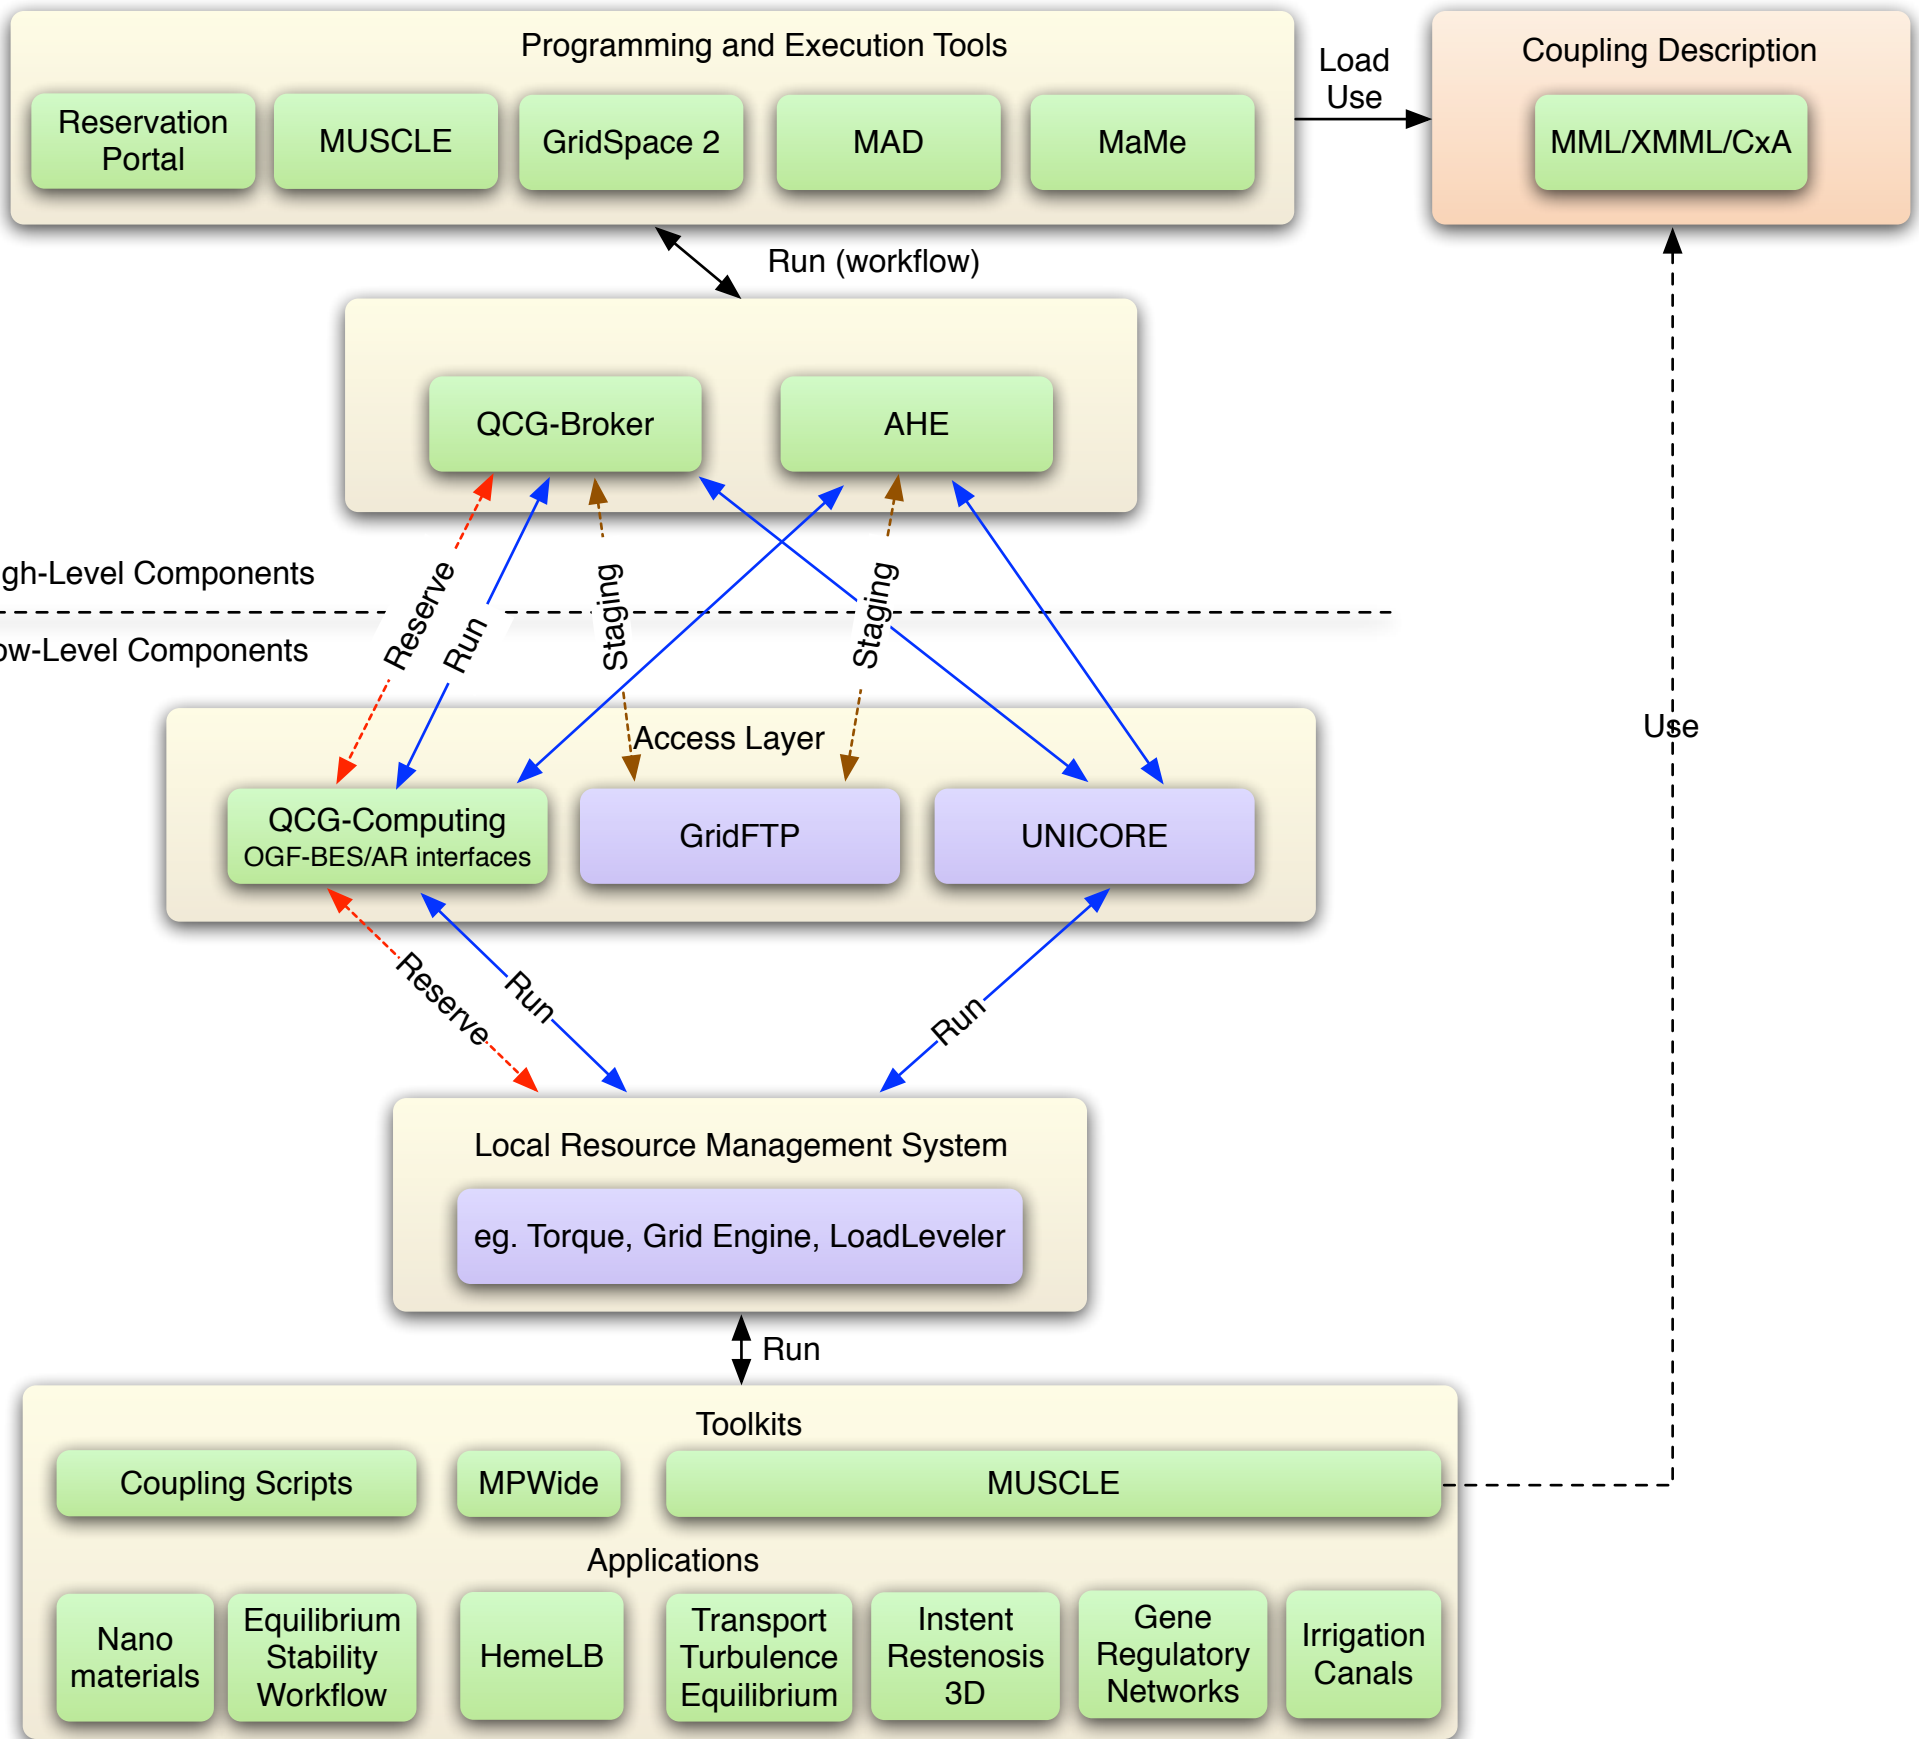 Programming and Execution Tools
Reservation
Portal
MUSCLE
GridSpace 2
MAD
MaMe
Load
Use
Coupling Description
MML/XMML/CxA
Run (workflow)
QCG-Broker
AHE
gh-Level Components
ow-Level Components
Reserve
Run
Staging
Staging
Use
Access Layer
QCG-Computing
OGF-BES/AR interfaces
GridFTP
UNICORE
Reserve
Run
Run
Local Resource Management System
eg. Torque, Grid Engine, LoadLeveler
Run
Toolkits
Coupling Scripts
MPWide
MUSCLE
Applications
Nano
materials
Equilibrium
Stability
Workflow
HemeLB
Transport
Turbulence
Equilibrium
Instent
Restenosis
3D
Gene
Regulatory
Networks
Irrigation
Canals